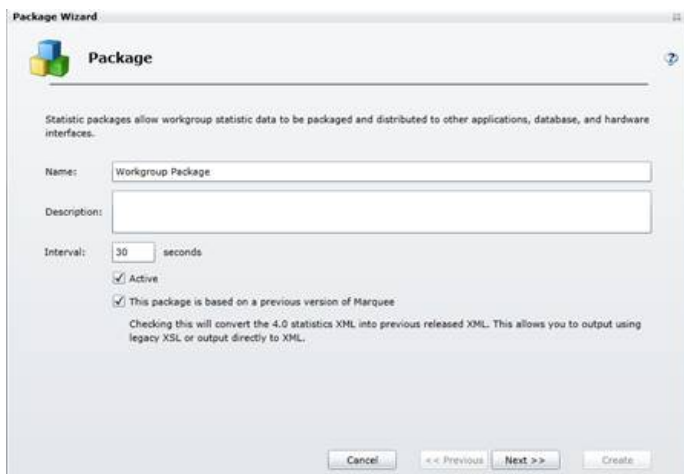 Package Wizard
Package
Statistic packages allow workgroup statistic data to be packaged and distributed to other applications, database, and hardware
interfaces.
Name: Workgroup Package
Description:
Interval: 30 seconds
Active
This package is based on a previous version of Marquee
Checking this will convert the 4.0 statistics XML into previous released XML. This allows you to output using
legacy XSL or output directly to XML.
Cancel << Previous Next >> Create